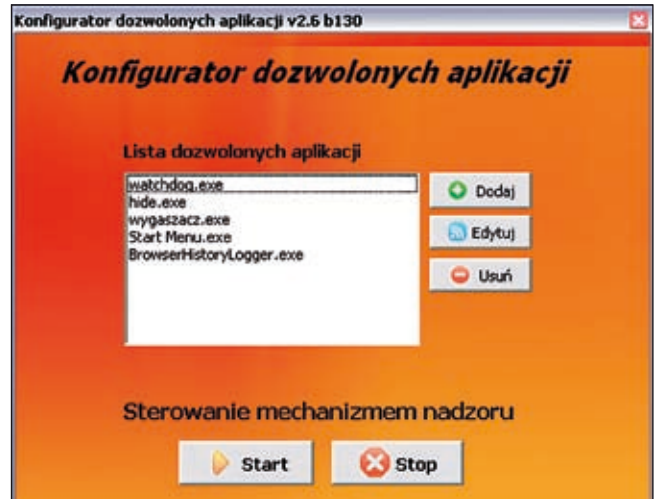 Konfigurator dozwolonych aplikacji v2.6 b130
Konfigurator dozwolonych aplikacji
Lista dozwolonych aplikacji
watchdog.exe
hide.exe
wygaszacz.exe
Start Menu.exe
BrowserHistoryLogger.exe
Dodaj
Edytuj
Usuń
Sterowanie mechanizmem nadzoru
Start
Stop